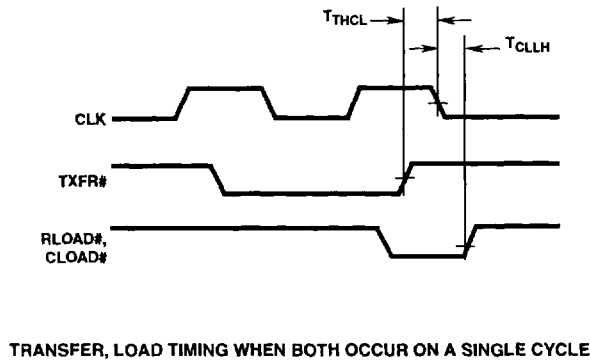 TTHCL
TCLLH
CLK
TXFR#
RLOAD#,
CLOAD#
TRANSFER, LOAD TIMING WHEN BOTH OCCUR ON A SINGLE CYCLE